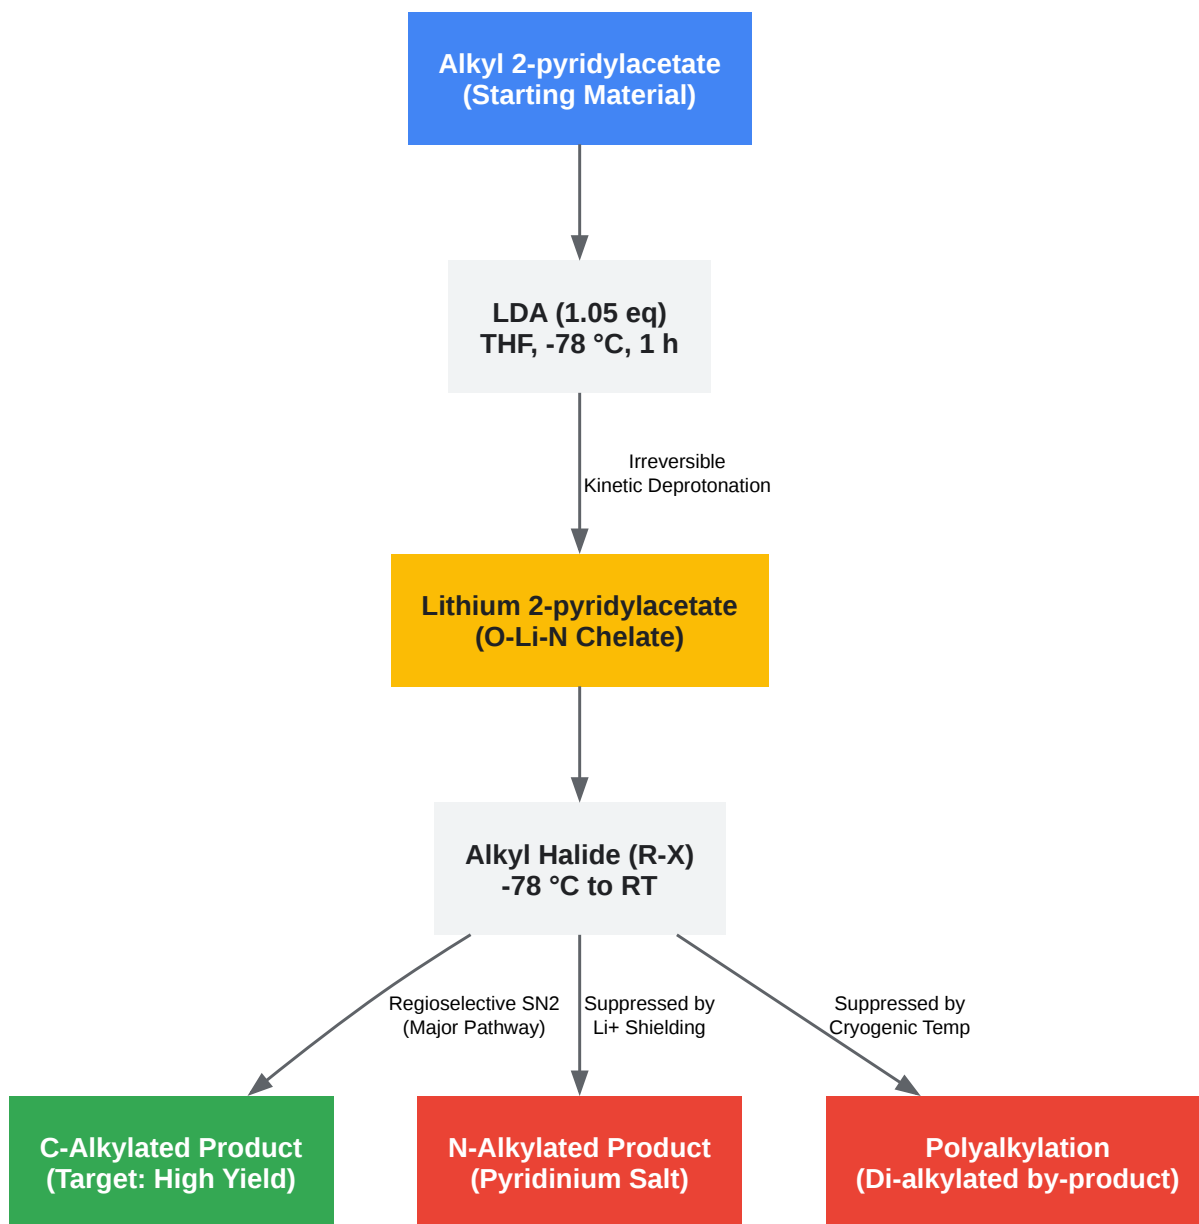 Alkyl 2-pyridylacetate
(Starting Material)
LDA (1.05 eq)
THF, -78 °C, 1 h
Irreversible
Kinetic Deprotonation
Lithium 2-pyridylacetate
(O-Li-N Chelate)
Alkyl Halide (R-X)
-78 °C to RT
Regioselective SN2
(Major Pathway)
Suppressed by
Li+ Shielding
Suppressed by
Cryogenic Temp
C-Alkylated Product
(Target: High Yield)
N-Alkylated Product
(Pyridinium Salt)
Polyalkylation
(Di-alkylated by-product)